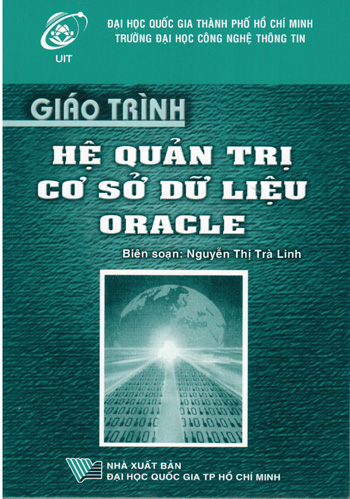 ĐẠI HỌC QUỐC GIA THÀNH PHỐ HỒ CHÍ MINH
TRƯỜNG ĐẠI HỌC CÔNG NGHỆ THÔNG TIN
UIT
GIÁO TRÌNH
HỆ QUẢN TRỊ
CƠ SỞ DỮ LIỆU
ORACLE
Biên soạn: Nguyễn Thị Trà Linh
NHÀ XUẤT BẢN
ĐẠI HỌC QUỐC GIA TP HỒ CHÍ MINH